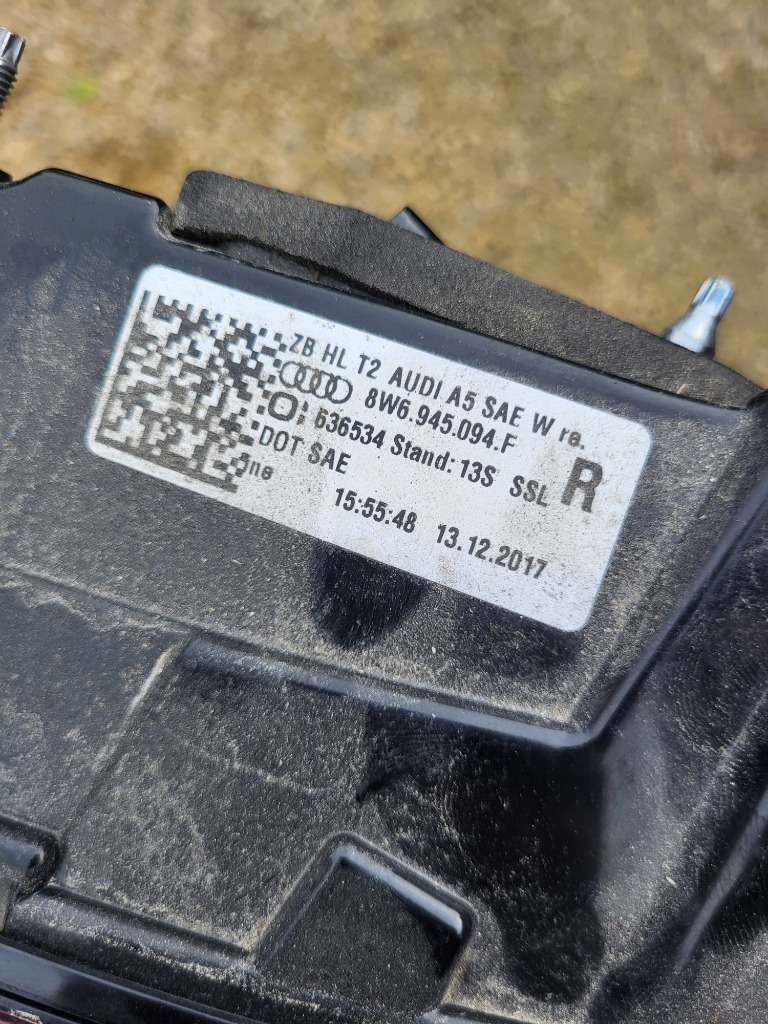 ZB HL T2 AUDI A5 SAE W re.
8W6.945.094.F
636534 Stand: 13S SSL R
DOT SAE
15:55:48 13.12.2017